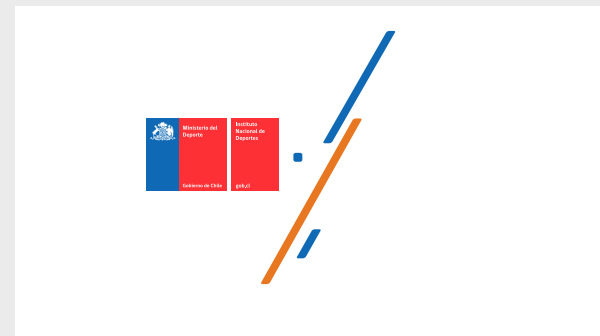 Ministerio del
Deporte
Gobierno de Chile
Instituto
Nacional de
Deportes
gob.cl